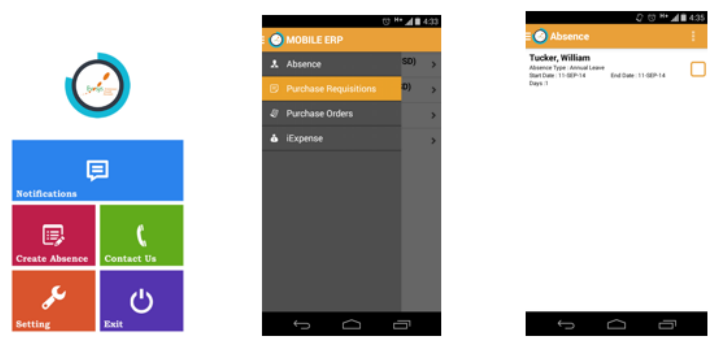 Notifications
Create Absence
Contact Us
Setting
Exit
H+ 4:33
MOBILE ERP
Absence
SD)
Purchase Requisitions
D)
Purchase Orders
iExpense
H+ 4:35
Absence
Tucker, William
Absence Type : Annual Leave
Start Date : 11-SEP-14 End Date : 11-SEP-14
Days :1